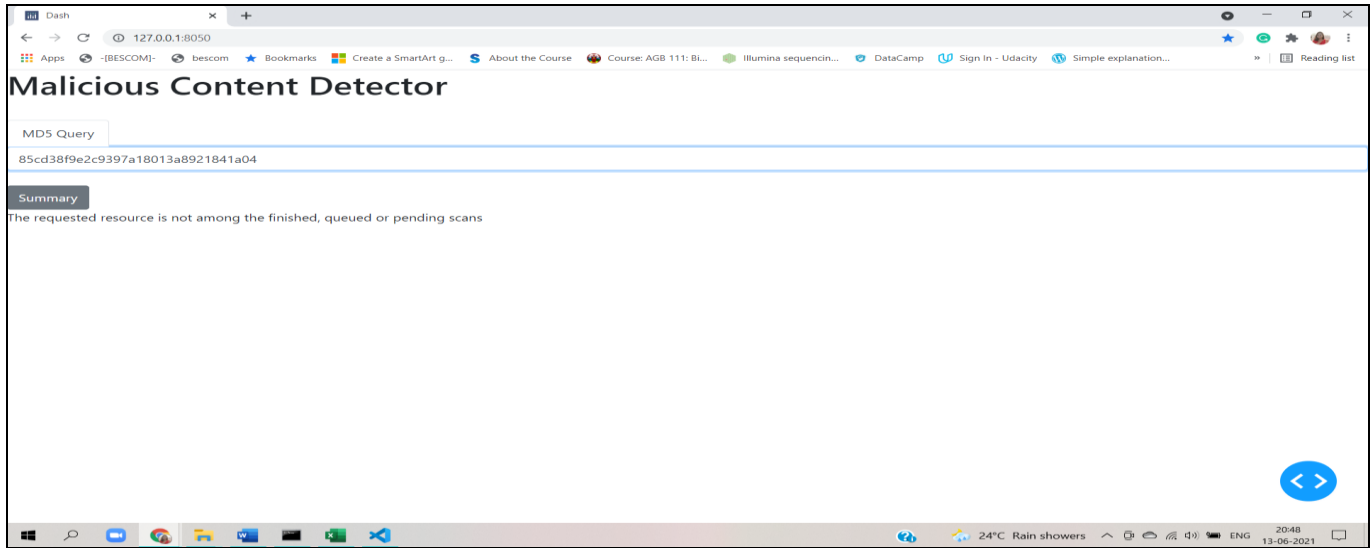 Dash
127.0.0.1:8050
Apps -[BESCOM]- bescom Bookmarks Create a SmartArt g... About the Course Course: AGB 111: Bi... Illumina sequencin... DataCamp Sign In - Udacity Simple explanation... » Reading list
Malicious Content Detector
MD5 Query
85cd38f9e2c9397a18013a8921841a04
Summary
The requested resource is not among the finished, queued or pending scans
24°C Rain showers ENG 20:48
13-06-2021